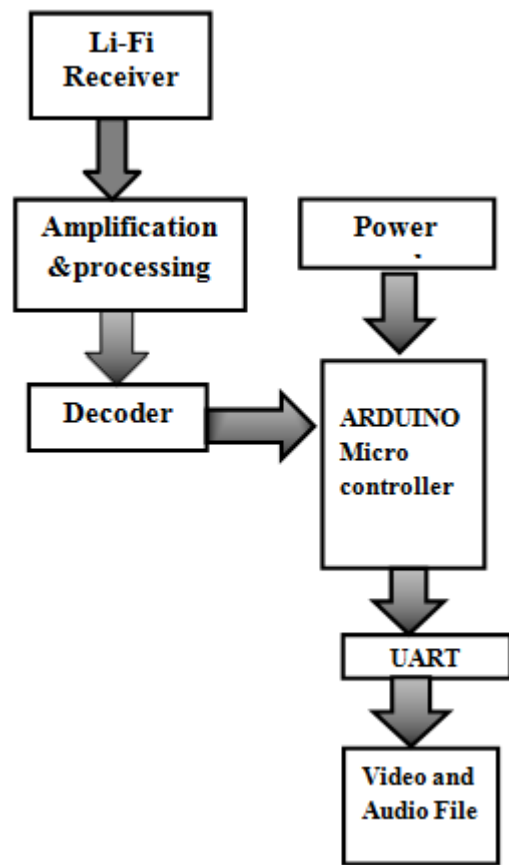 Li-Fi
Receiver
Amplification
&processing
Power
Decoder
ARDUINO
Micro
controller
UART
Video and
Audio File